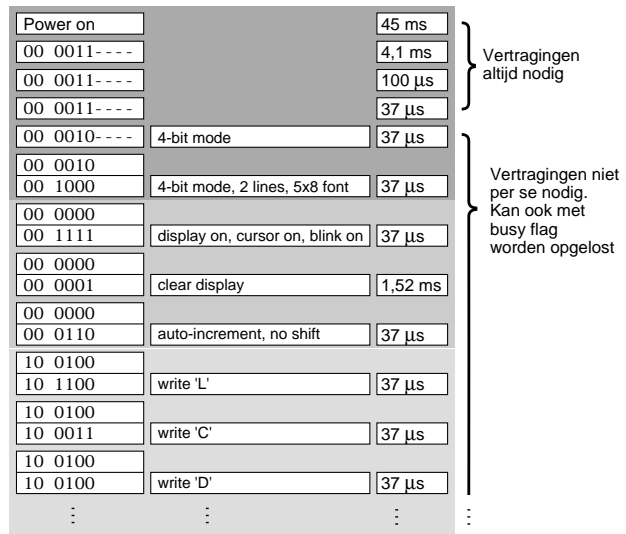 Power on 45 ms
00 0011---- 4,1 ms
00 0011---- 100 µs
00 0011---- 37 µs
Vertragingen
altijd nodig
00 0010---- 4-bit mode 37 µs
00 0010
00 1000 4-bit mode, 2 lines, 5x8 font 37 µs
00 0000
00 1111 display on, cursor on, blink on 37 µs
00 0000
00 0001 clear display 1,52 ms
00 0000
00 0110 auto-increment, no shift 37 µs
10 0100
10 1100 write 'L' 37 µs
10 0100
10 0011 write 'C' 37 µs
10 0100
10 0100 write 'D' 37 µs
Vertragingen niet
per se nodig.
Kan ook met
busy flag
worden opgelost